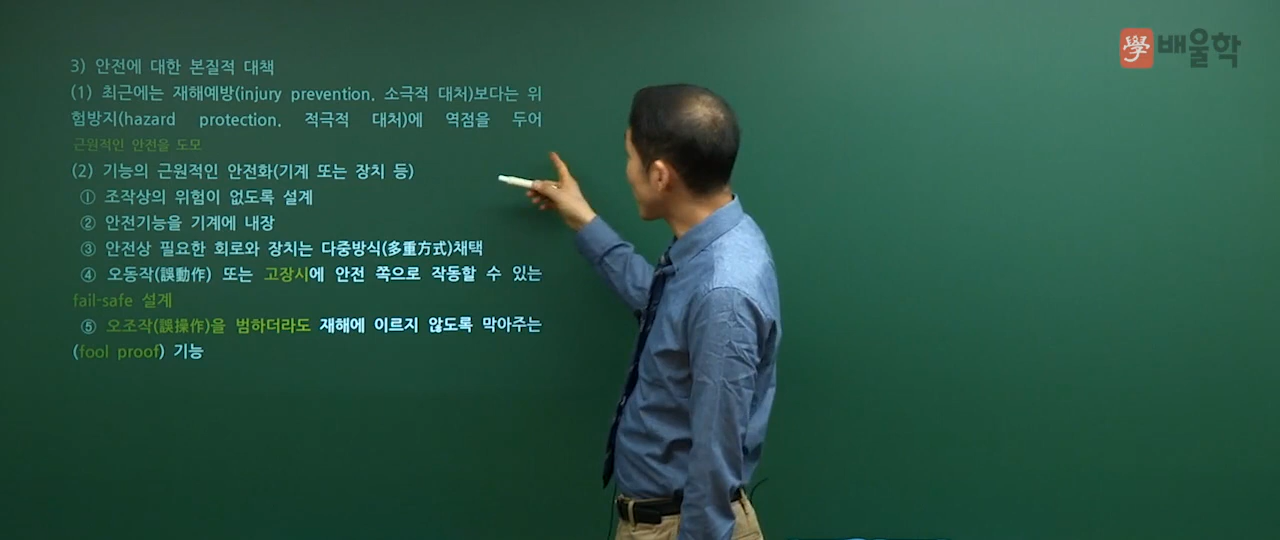 學 배울학
3) 안전에 대한 본질적 대책
(1) 최근에는 재해예방(injury prevention. 소극적 대처)보다는 위
험방지(hazard protection. 적극적 대처)에 역점을 두어
근원적인 안전을 도모
(2) 기능의 근원적인 안전화(기계 또는 장치 등)
① 조작상의 위험이 없도록 설계
② 안전기능을 기계에 내장
③ 안전상 필요한 회로와 장치는 다중방식(多重方式)채택
④ 오동작(誤動作) 또는 고장시에 안전 쪽으로 작동할 수 있는
fail-safe 설계
⑤ 오조작(誤操作)을 범하더라도 재해에 이르지 않도록 막아주는
(fool proof) 기능